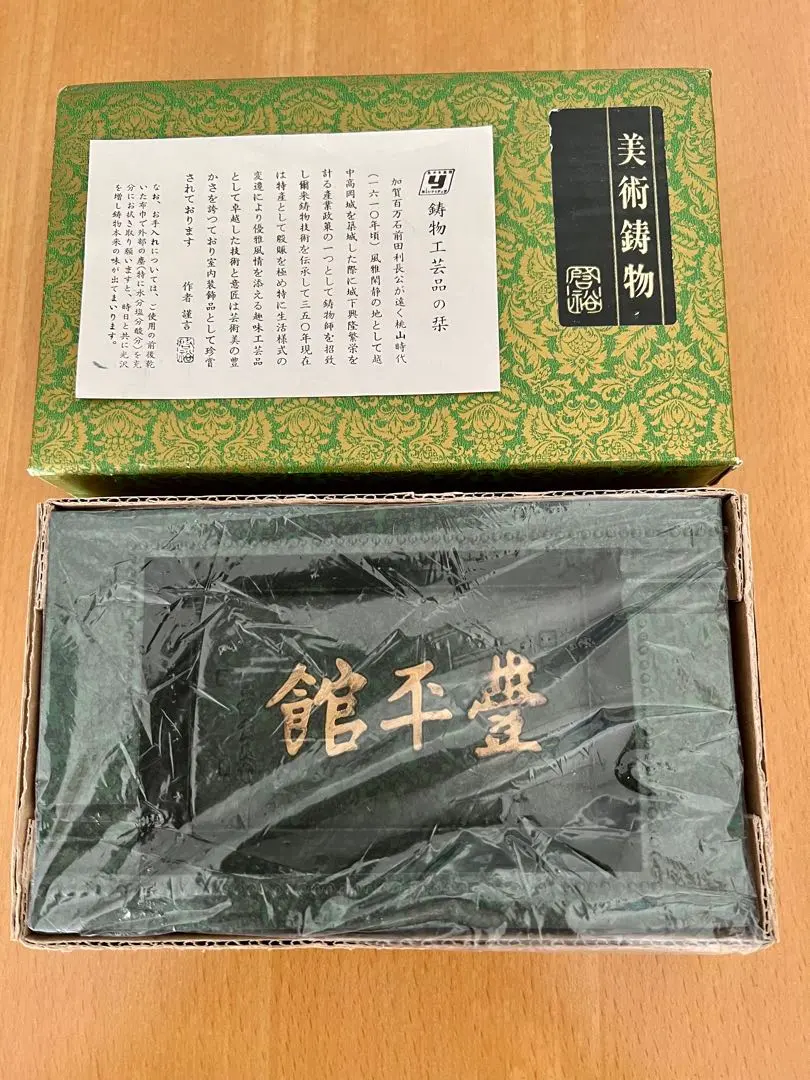 美術鋳物
啓裕
鋳物工芸品の栞
加賀百万石前田利長公が遠く桃山時代
(一六一〇年頃)風雅閑静の地として越
中高岡城を築城した際に城下興隆繁栄を
計る産業政策の一つとして鋳物師を招致
し爾来鋳物技術を伝承して三五〇年現在
は特産として殷賑を極め特に生活様式の
変遷により優雅風情を添える趣味工芸品
として卓越した技術と意匠は芸術美の豊
かさを誇つており室内装飾品として珍賞
されております
作者 謹言
なお、お手入れについては、ご使用の前後乾
いた布巾で外部の塵(特に水分塩分酸分)を充
分にお拭き取り願いますと、時日と共に光沢
を増し鋳物本来の味が出てまいります。
館平豊